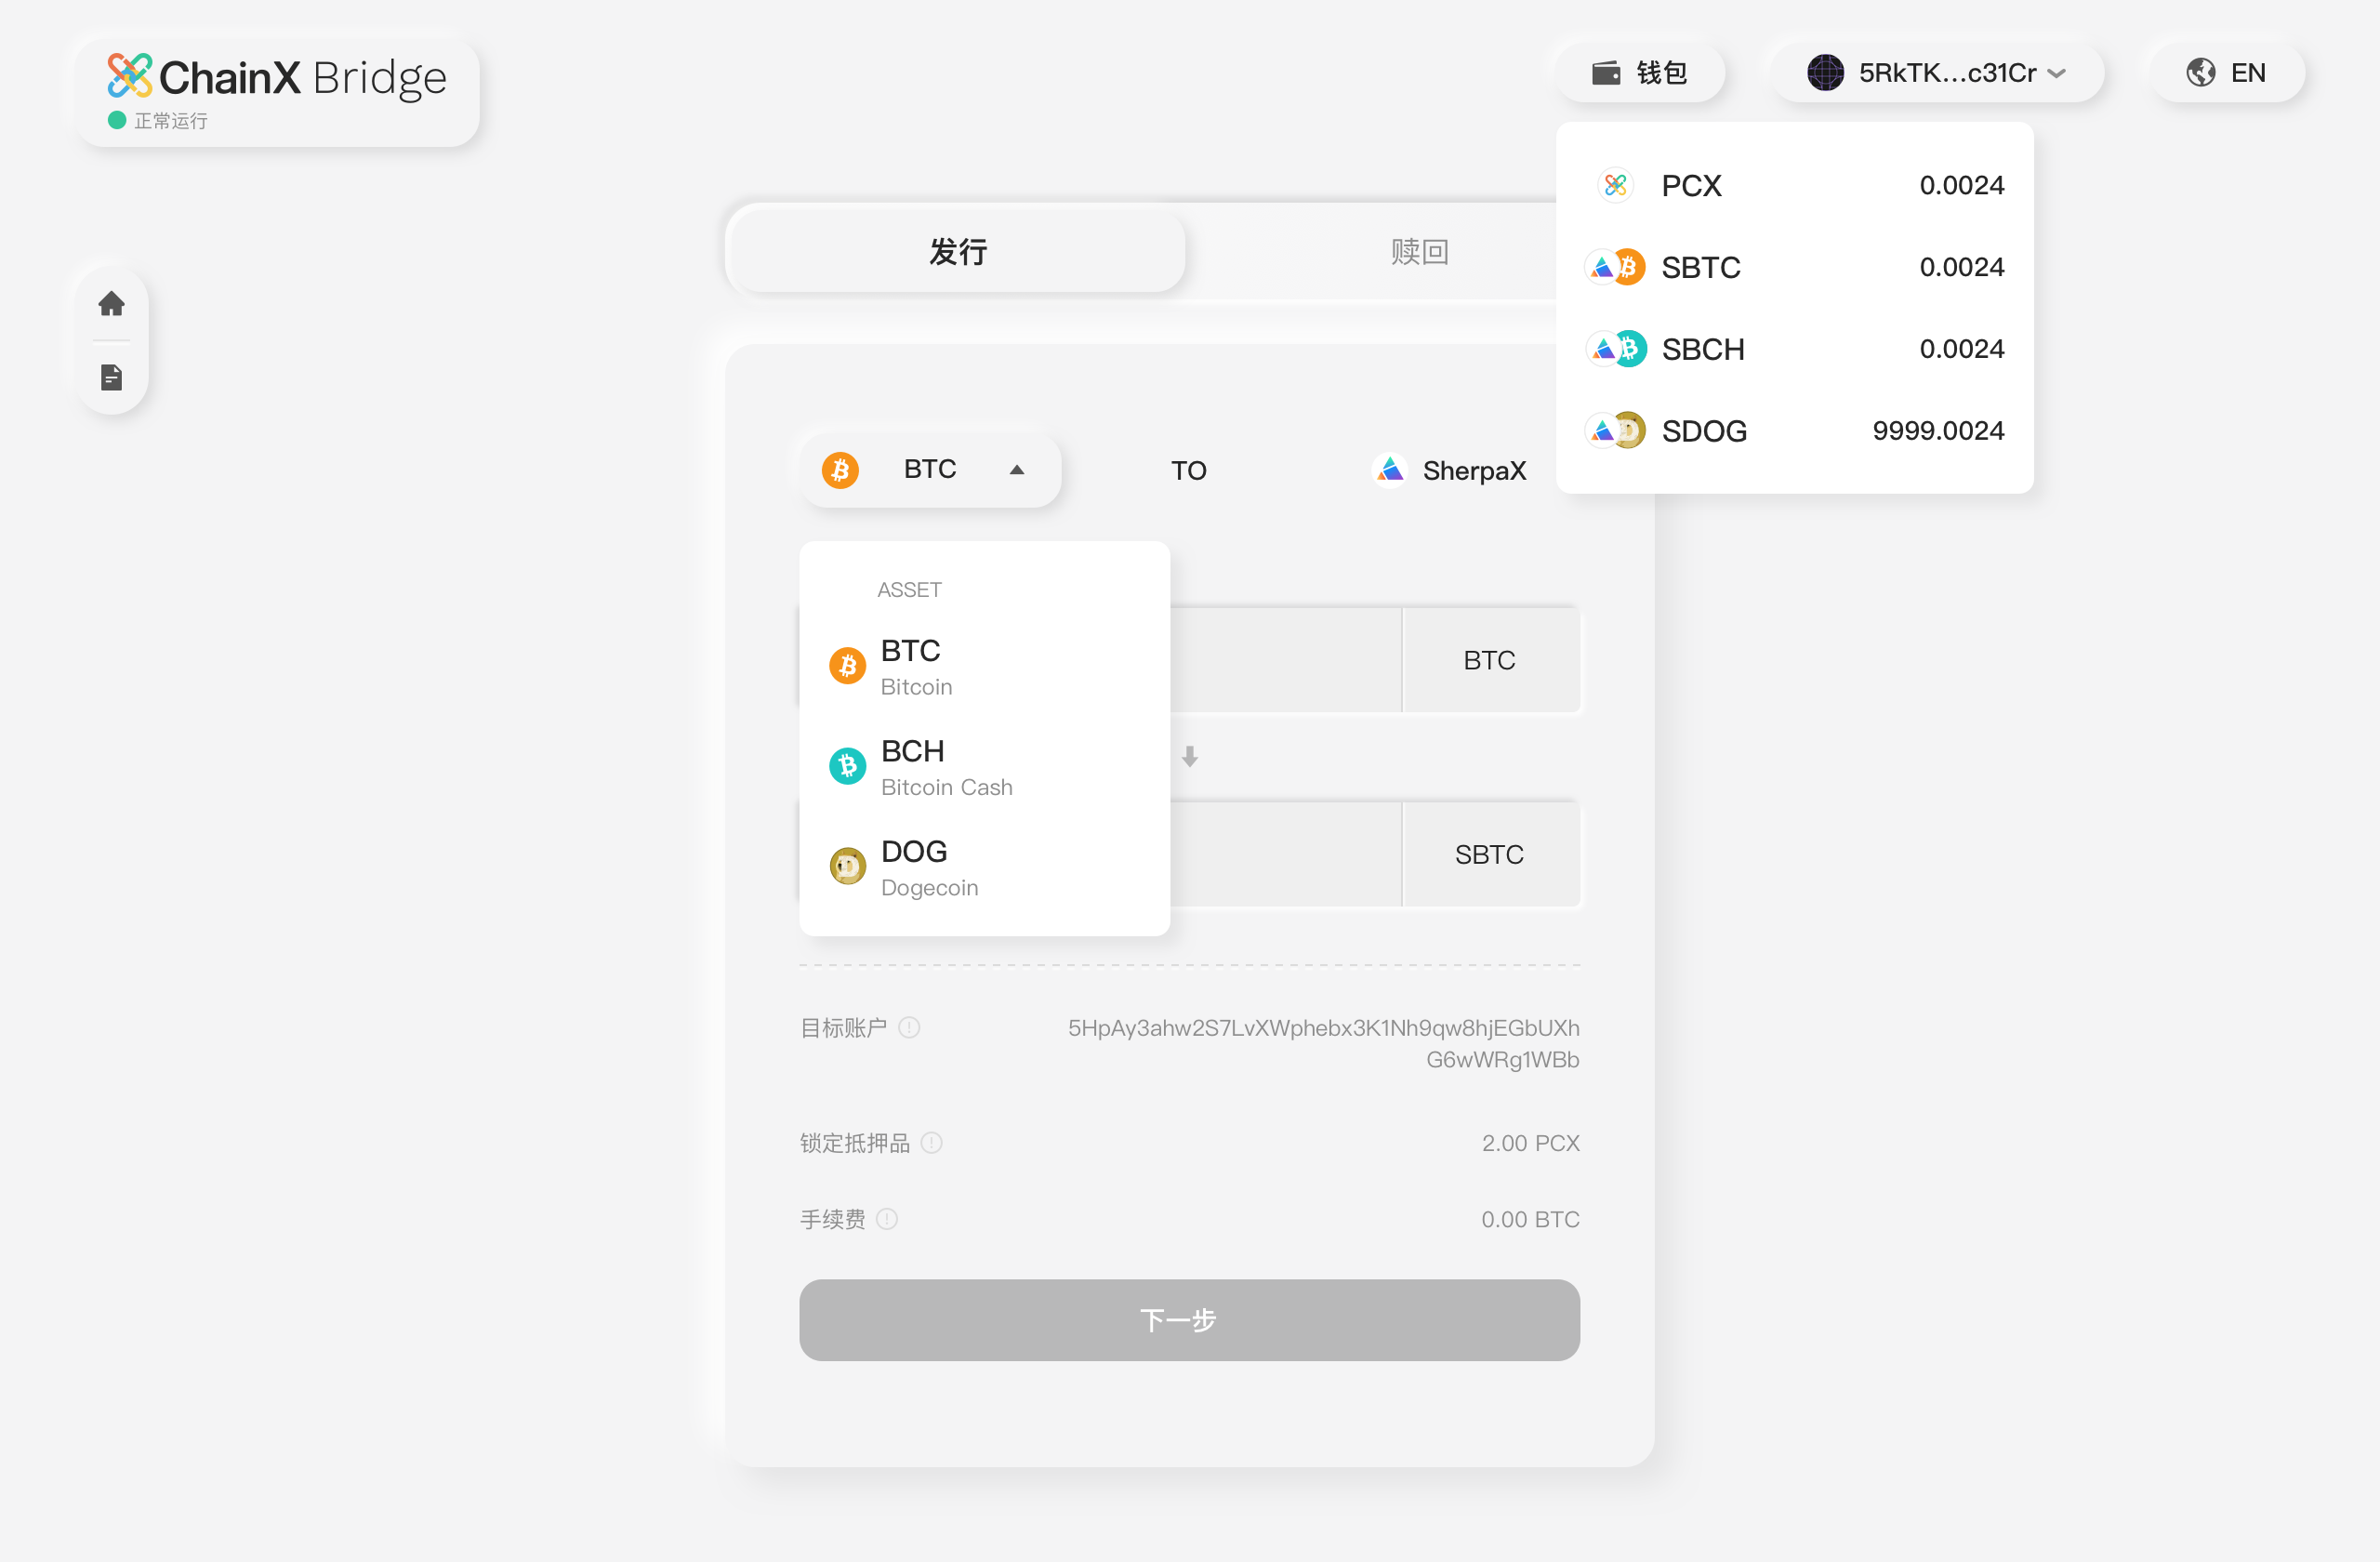 ChainX Bridge
正常运行
钱包
5RkTK...c31Cr
EN
PCX 0.0024
SBTC 0.0024
SBCH 0.0024
SDOG 9999.0024
发行
赎回
BTC
TO
SherpaX
ASSET
BTC
Bitcoin
BCH
Bitcoin Cash
DOG
Dogecoin
BTC
SBTC
目标账户
5HpAy3ahw2S7LvXWphebx3K1Nh9qw8hjEGbUXh
G6wWRg1WBb
锁定抵押品
2.00 PCX
手续费
0.00 BTC
下一步